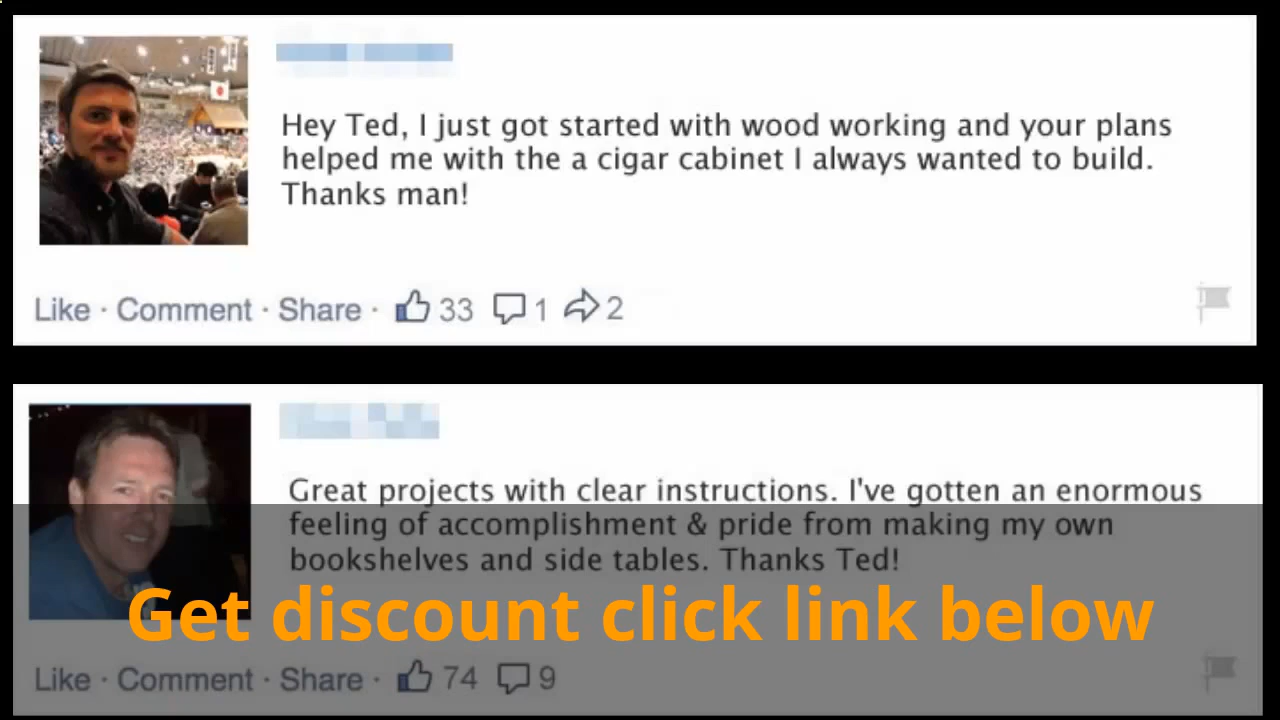 Hey Ted, I just got started with wood working and your plans
helped me with the a cigar cabinet I always wanted to build.
Thanks man!
Like · Comment · Share · 33 1 2
Great projects with clear instructions. I've gotten an enormous
feeling of accomplishment & pride from making my own
bookshelves and side tables. Thanks Ted!
Get discount click link below
Like · Comment · Share · 74 9